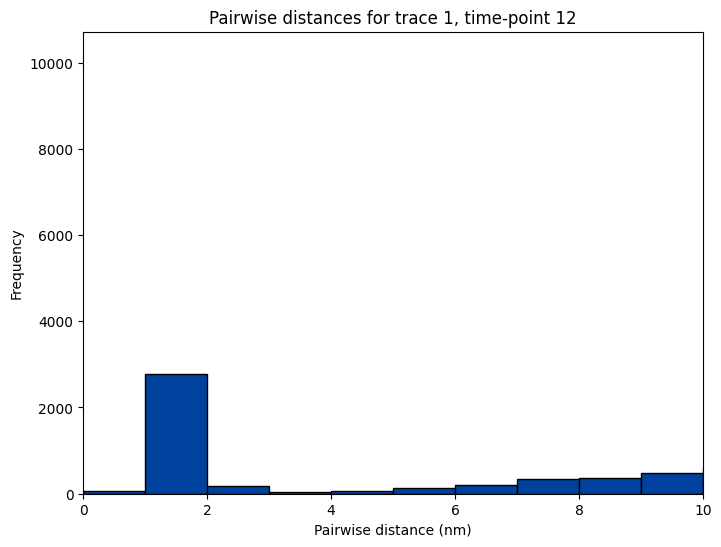 Pairwise distances for trace 1, time-point 12
10000
8000
6000
4000
2000
0
Frequency
0 2 4 6 8 10
Pairwise distance (nm)